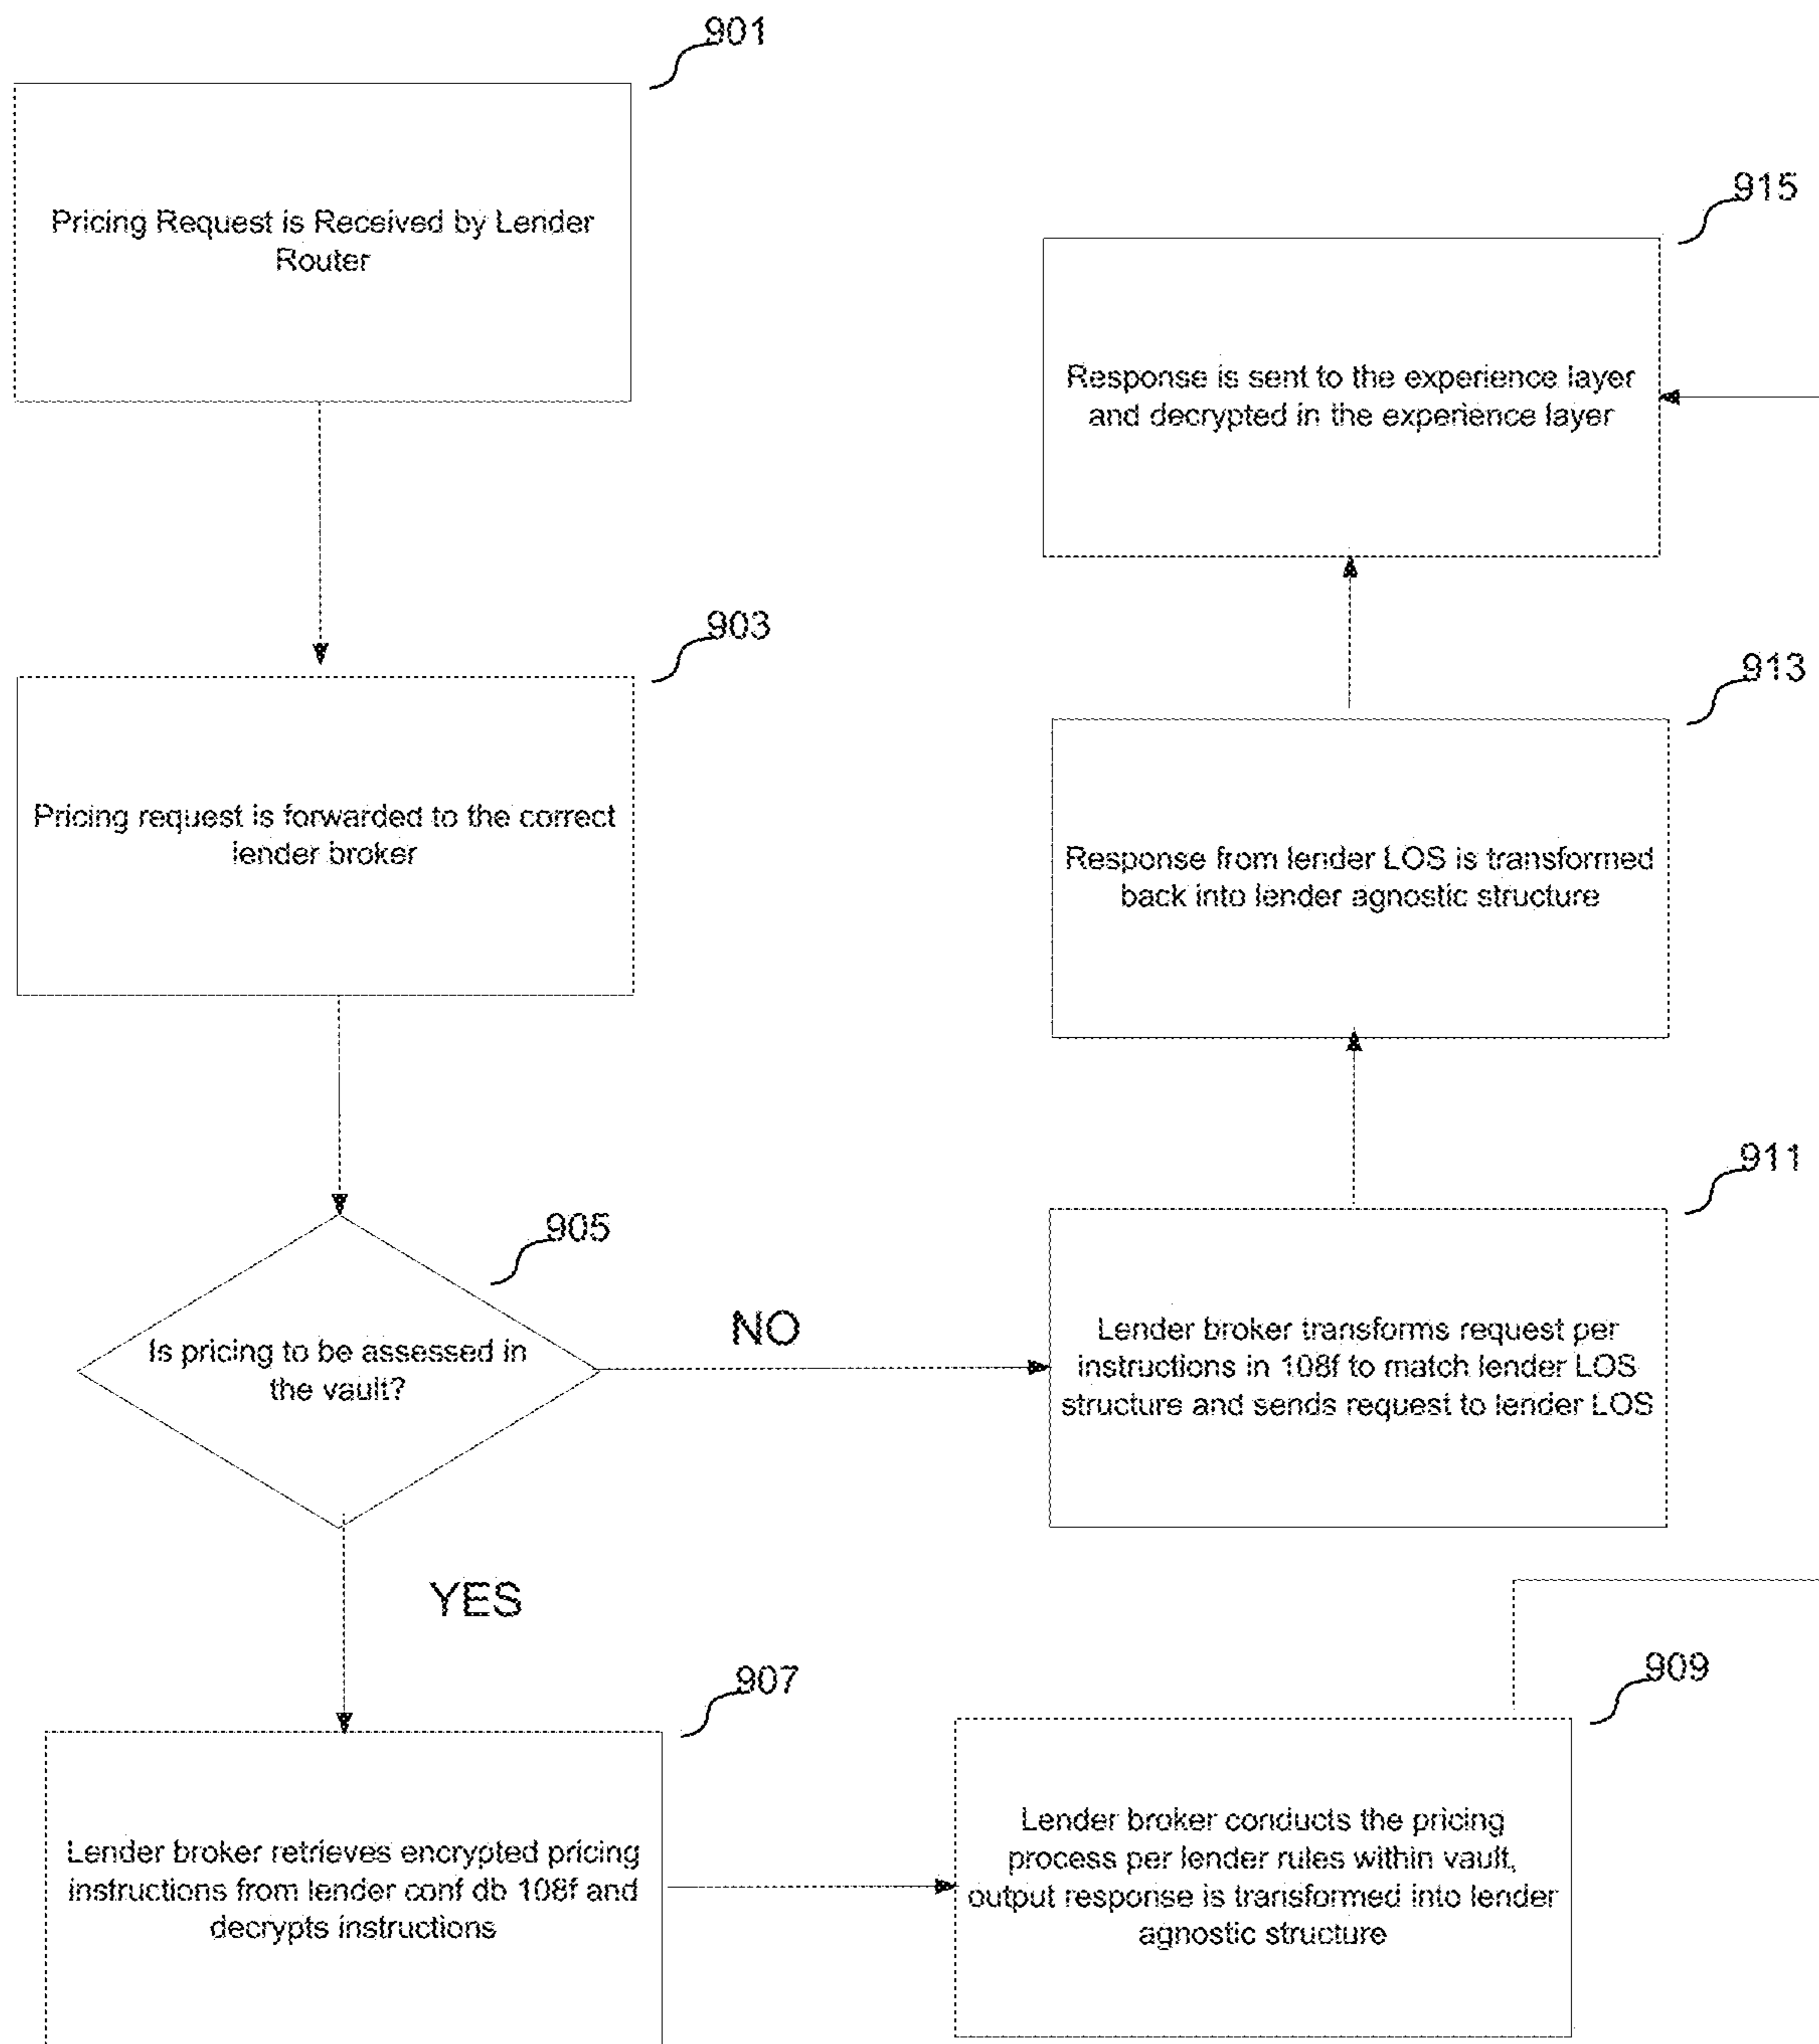 901
Pricing Request is Received by Lender
Router
903
Pricing request is forwarded to the correct
lender broker
905
Is pricing to be assessed in
the vault?
NO
YES
907
Lender broker retrieves encrypted pricing
instructions from lender conf db 108f and
decrypts instructions
909
Lender broker conducts the pricing
process per lender rules within vault,
output response is transformed into lender
agnostic structure
911
Lender broker transforms request per
instructions in 108f to match lender LOS
structure and sends request to lender LOS
913
Response from lender LOS is transformed
back into lender agnostic structure
915
Response is sent to the experience layer
and decrypted in the experience layer